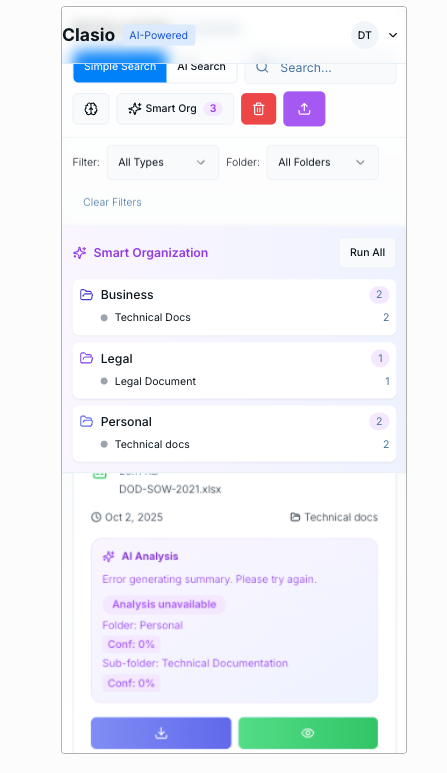 Clasio AI-Powered DT
Simple Search AI Search Search...
Smart Org 3
Filter: All Types Folder: All Folders
Clear Filters
Smart Organization Run All
Business 2
Technical Docs 2
Legal 1
Legal Document 1
Personal 2
Technical docs 2
DOD-SOW-2021.xlsx
Oct 2, 2025 Technical docs
AI Analysis
Error generating summary. Please try again.
Analysis unavailable
Folder: Personal
Conf: 0%
Sub-folder: Technical Documentation
Conf: 0%